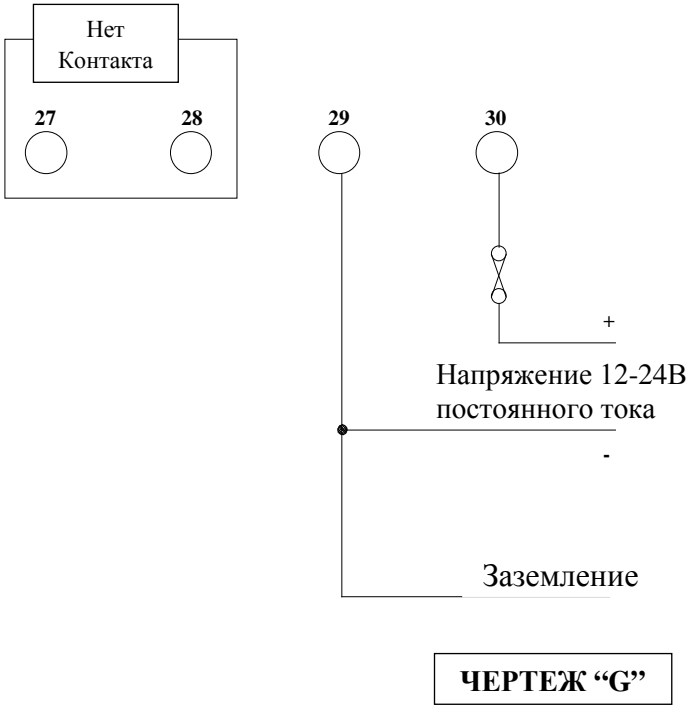 Нет
Контакта
27 28 29 30
+
Напряжение 12-24В
постоянного тока
-
Заземление
ЧЕРТЕЖ “G”